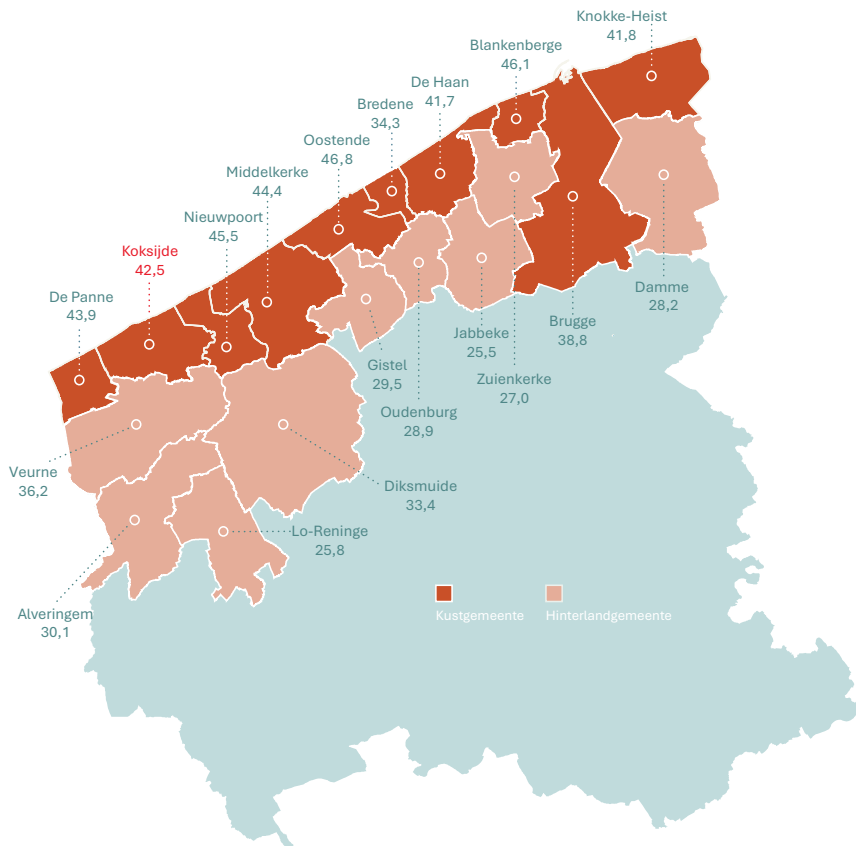 Knokke-Heist
41,8
Blankenberge
46,1
De Haan
41,7
Bredene
34,3
Oostende
46,8
Middelkerke
44,4
Nieuwpoort
45,5
Koksijde
42,5
De Panne
43,9
Damme
28,2
Brugge
38,8
Jabbeke
25,5
Zuienkerke
27,0
Gistel
29,5
Oudenburg
28,9
Veurne
36,2
Diksmuide
33,4
Lo-Reninge
25,8
Alveringem
30,1
Kustgemeente
Hinterlandgemeente